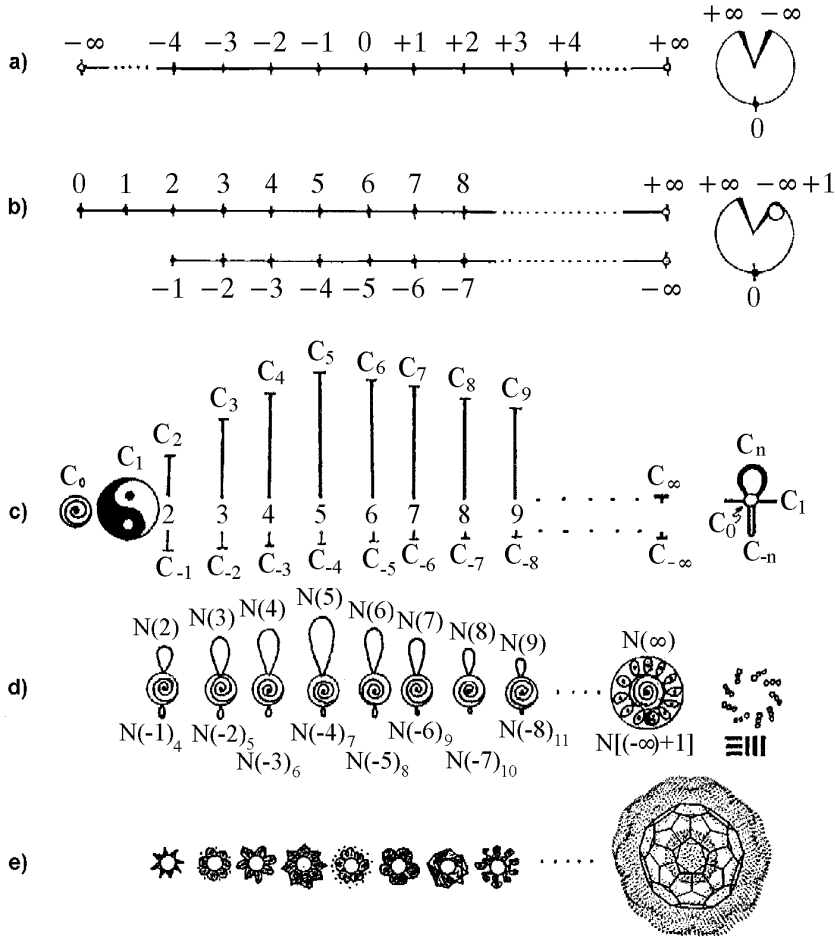 −∞ −4 −3 −2 −1 0 +1 +2 +3 +4 +∞ +∞ −∞
a)
0
0 1 2 3 4 5 6 7 8 +∞ +∞ −∞+1
b)
−1 −2 −3 −4 −5 −6 −7 −∞ 0
C₅
C₄ C₆ C₇
C₃ C₈ C₉
C₂
C₀ C₁ C∞ Cn
c) 2 3 4 5 6 7 8 9 C₁
C₀
C₋₁ C₋₂ C₋₃ C₋₄ C₋₅ C₋₆ C₋₇ C₋₈ C₋∞ C₋n
N(2) N(3) N(4) N(5) N(6) N(7) N(8) N(9) N(∞)
d)
N(-1)₄ N(-2)₅ N(-4)₇ N(-6)₉ N(-8)₁₁ N[(-∞)+1]
N(-3)₆ N(-5)₈ N(-7)₁₀
e)